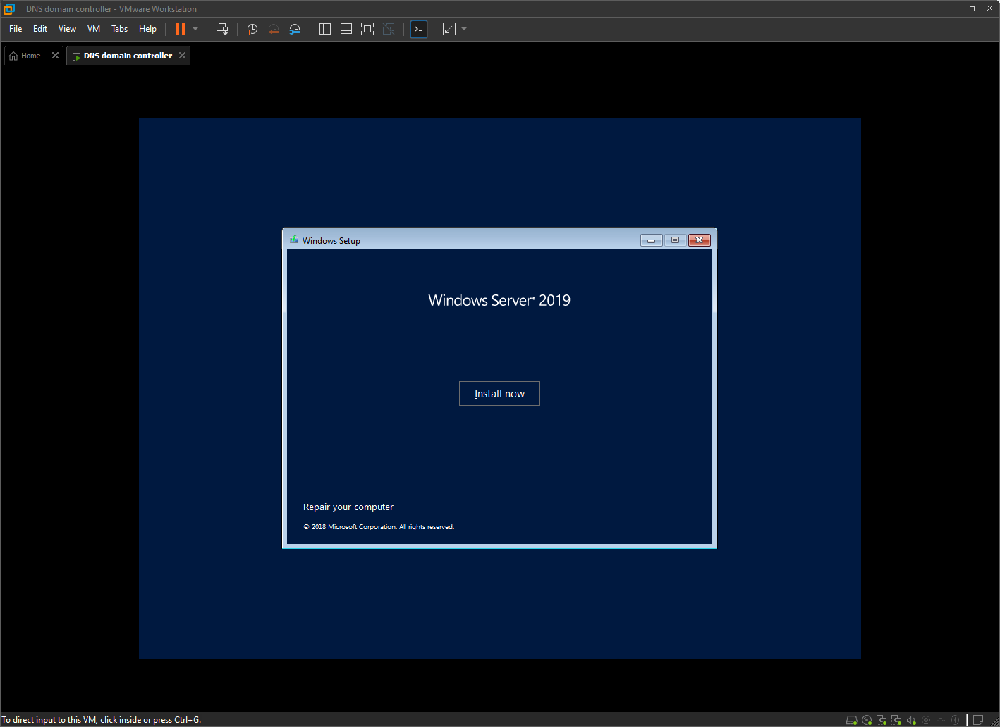 DNS domain controller - VMware Workstation
File Edit View VM Tabs Help
Home DNS domain controller
Windows Setup
Windows Server® 2019
Install now
Repair your computer
© 2018 Microsoft Corporation. All rights reserved.
To direct input to this VM, click inside or press Ctrl+G.